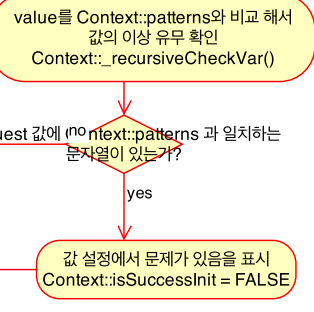 value를 Context::patterns와 비교 해서
값의 이상 유무 확인
Context::_recursiveCheckVar()
no
값에 ntext::patterns 과 일치하는
문자열이 있는가?
yes
값 설정에서 문제가 있음을 표시
Context::isSuccessInit = FALSE